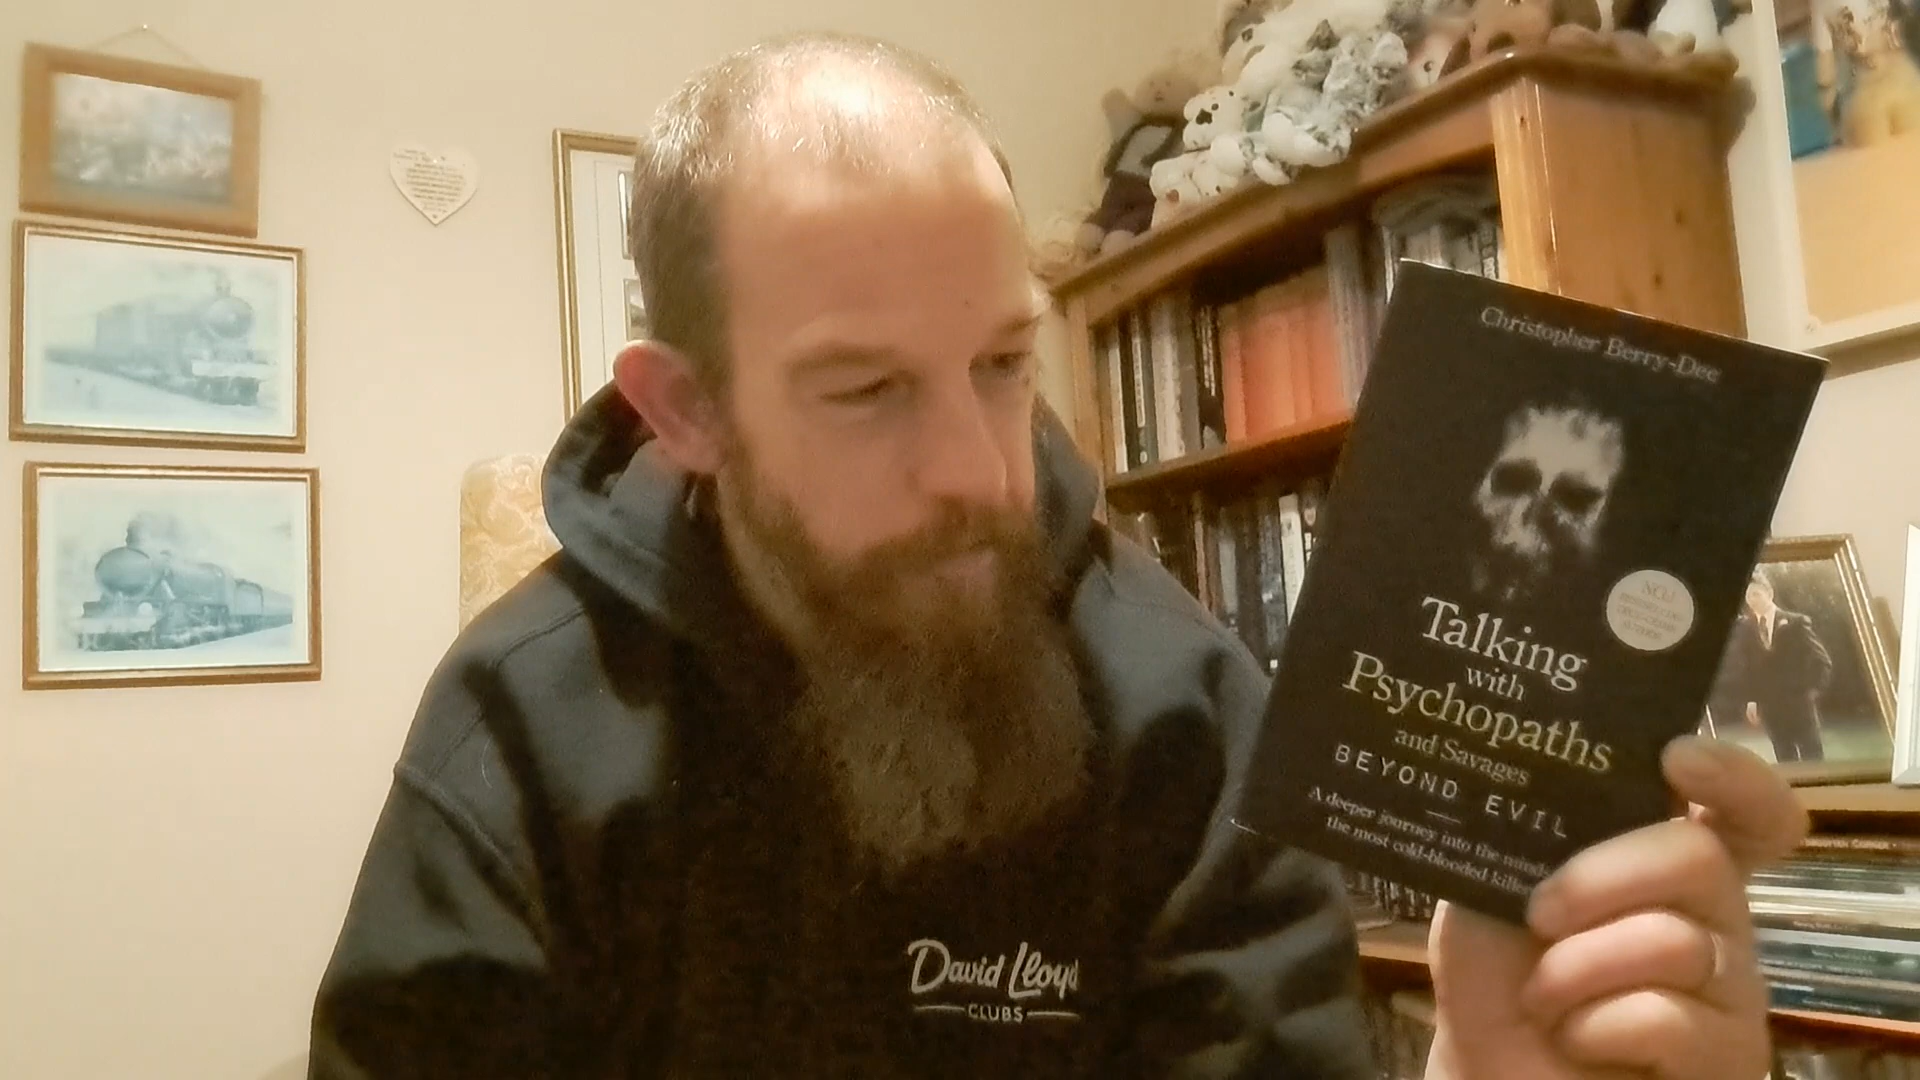 Christopher Berry-Dee
Talking
with
Psychopaths
and Savages
BEYOND EVIL
A deeper journey into the minds
the most cold-blooded killers
David Lloyd
CLUBS